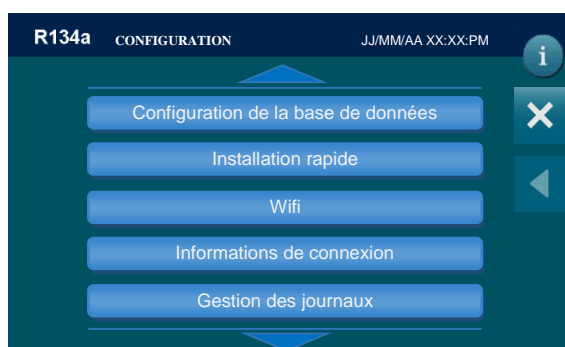 R134a CONFIGURATION JJ/MM/AA XX:XX:PM
i
Configuration de la base de données
Installation rapide
Wifi
Informations de connexion
Gestion des journaux